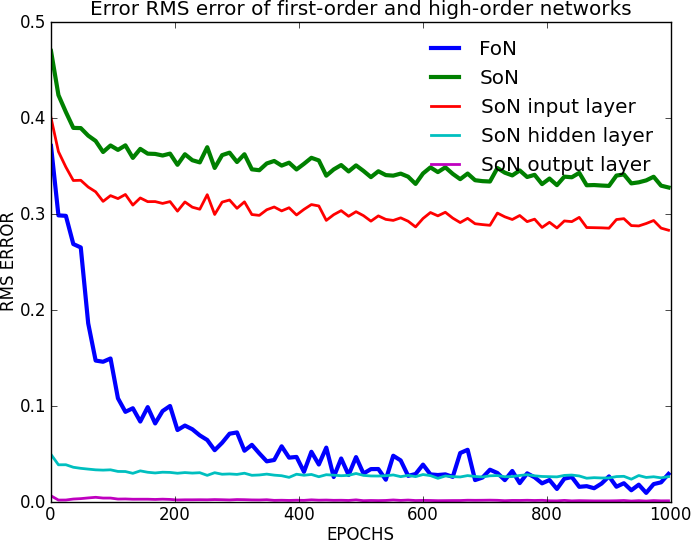 Error RMS error of first-order and high-order networks
FoN
SoN
SoN input layer
SoN hidden layer
SoN output layer
RMS ERROR
0.5
0.4
0.3
0.2
0.1
0.0
0 200 400 600 800 1000
EPOCHS